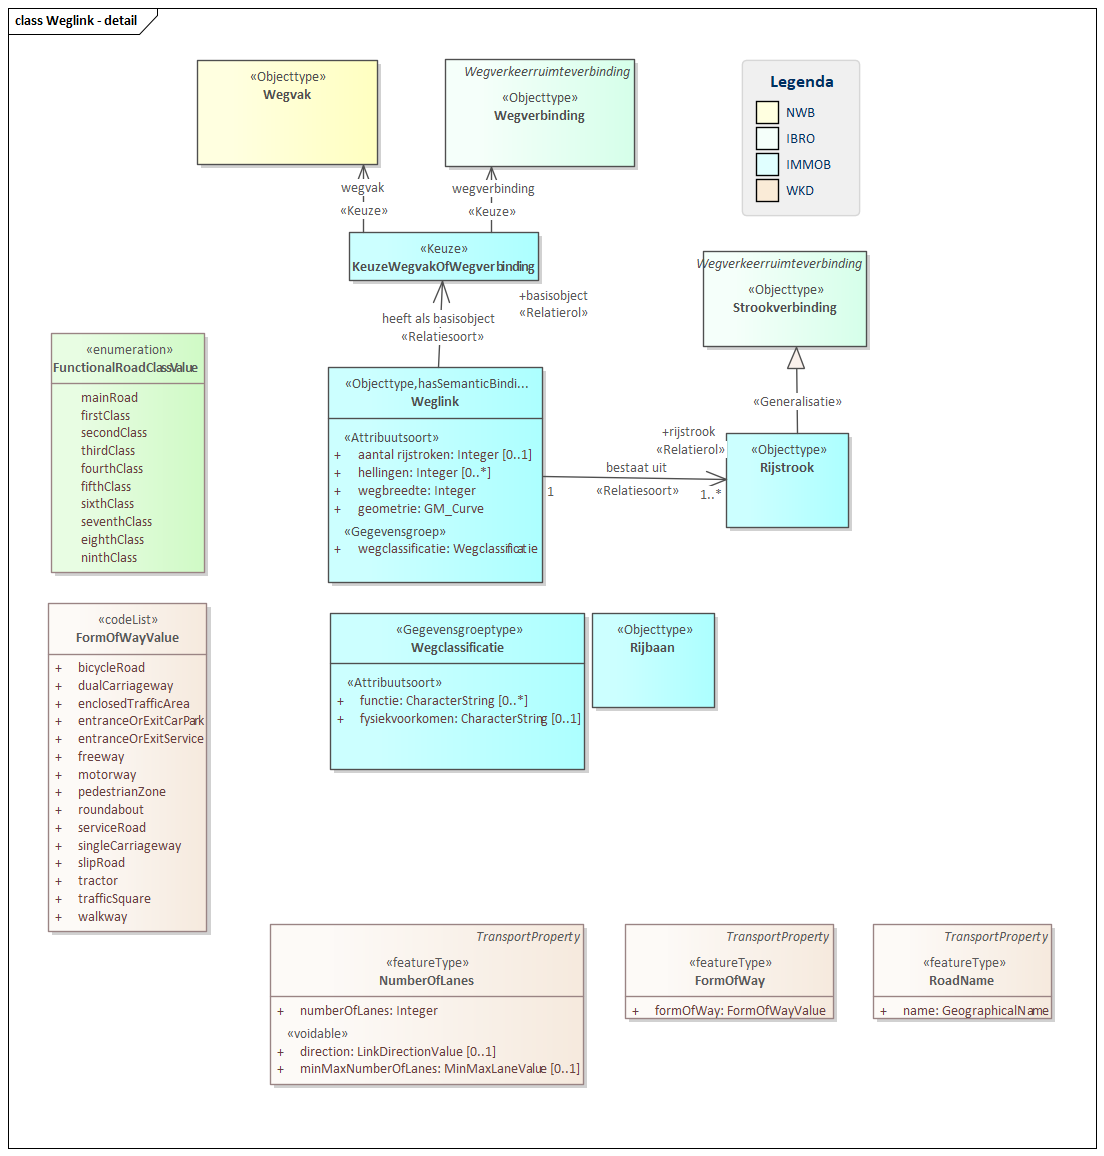 class Weglink - detail
«Objecttype»
Wegvak
Wegverkeerruimteverbinding
«Objecttype»
Wegverbinding
Legenda
NWB
IBRO
IMMOB
WKD
wegvak
«Keuze»
wegverbinding
«Keuze»
«Keuze»
KeuzeWegvakOfWegverbinding
+basisobject
«Relatierol»
heeft als basisobject
«Relatiesoort»
Wegverkeerruimteverbinding
«Objecttype»
Strookverbinding
«Generalisatie»
«enumeration»
FunctionalRoadClassValue
mainRoad
firstClass
secondClass
thirdClass
fourthClass
fifthClass
sixthClass
seventhClass
eighthClass
ninthClass
«Objecttype,hasSemanticBindi...
Weglink
«Attribuutsoort»
+ aantal rijstroken: Integer [0..1]
+ hellingen: Integer [0..*]
+ wegbreedte: Integer
+ geometrie: GM_Curve
«Gegevensgroep»
+ wegclassificatie: Wegclassificatie
+rijstrook
«Relatierol»
bestaat uit
«Relatiesoort»
1
1..*
«Objecttype»
Rijstrook
«codeList»
FormOfWayValue
+ bicycleRoad
+ dualCarriageway
+ enclosedTrafficArea
+ entranceOrExitCarPark
+ entranceOrExitService
+ freeway
+ motorway
+ pedestrianZone
+ roundabout
+ serviceRoad
+ singleCarriageway
+ slipRoad
+ tractor
+ trafficSquare
+ walkway
«Gegevensgroeptype»
Wegclassificatie
«Attribuutsoort»
+ functie: CharacterString [0..*]
+ fysiekvoorkomen: CharacterString [0..1]
«Objecttype»
Rijbaan
TransportProperty
«featureType»
NumberOfLanes
+ numberOfLanes: Integer
«voidable»
+ direction: LinkDirectionValue [0..1]
+ minMaxNumberOfLanes: MinMaxLaneValue [0..1]
TransportProperty
«featureType»
FormOfWay
+ formOfWay: FormOfWayValue
TransportProperty
«featureType»
RoadName
+ name: GeographicalName